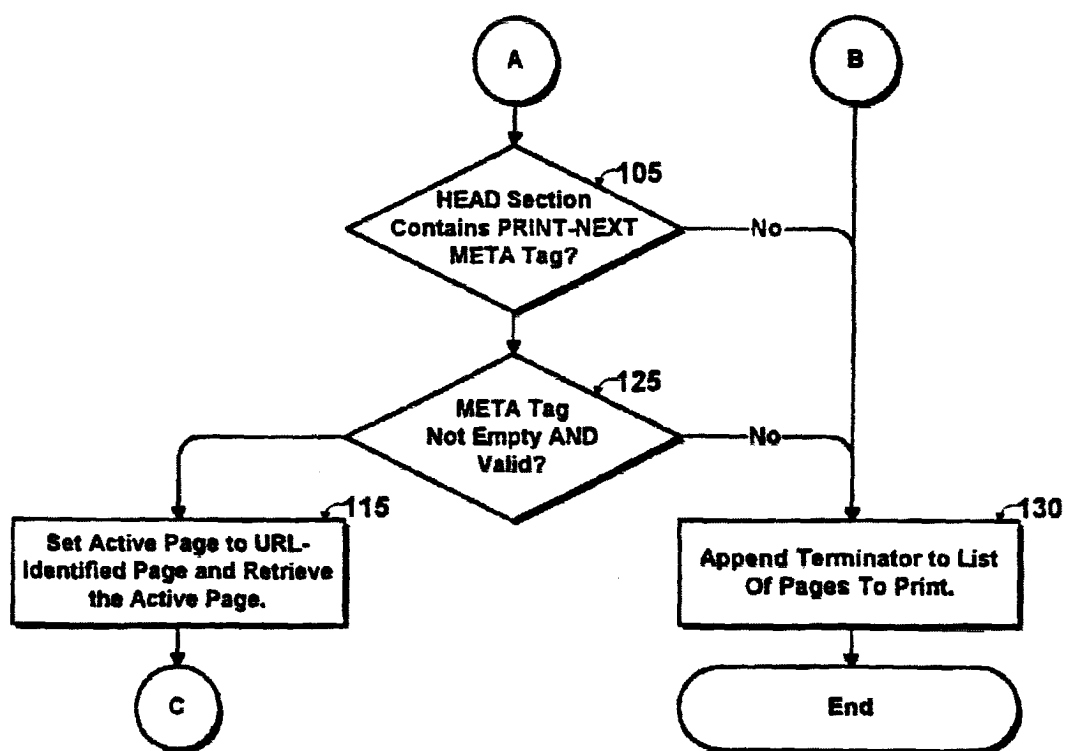 A
B
105
HEAD Section
Contains PRINT-NEXT
META Tag?
No
125
META Tag
Not Empty AND
Valid?
No
115
Set Active Page to URL-
Identified Page and Retrieve
the Active Page.
130
Append Terminator to List
Of Pages To Print.
C
End